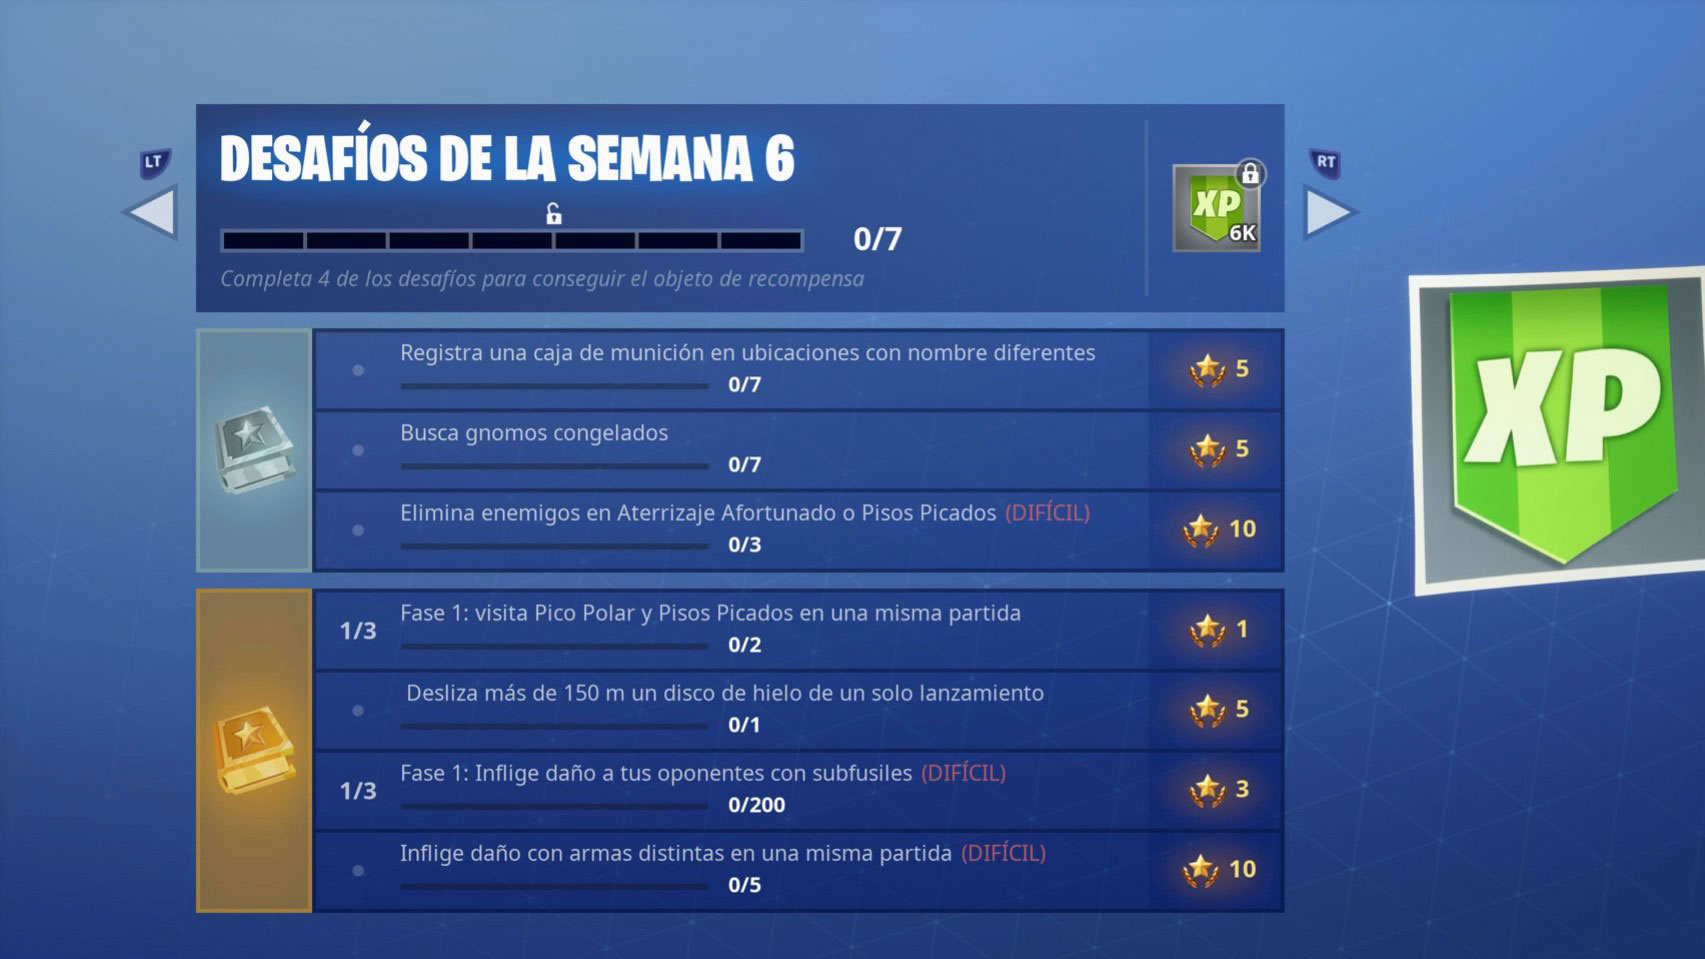 LT
DESAFÍOS DE LA SEMANA 6
RT
XP
6K
0/7
Completa 4 de los desafíos para conseguir el objeto de recompensa
Registra una caja de munición en ubicaciones con nombre diferentes
0/7
5
Busca gnomos congelados
0/7
5
Elimina enemigos en Aterrizaje Afortunado o Pisos Picados (DIFÍCIL)
0/3
10
1/3
Fase 1: visita Pico Polar y Pisos Picados en una misma partida
0/2
1
Desliza más de 150 m un disco de hielo de un solo lanzamiento
0/1
5
1/3
Fase 1: Inflige daño a tus oponentes con subfusiles (DIFÍCIL)
0/200
3
Inflige daño con armas distintas en una misma partida (DIFÍCIL)
0/5
10
XP